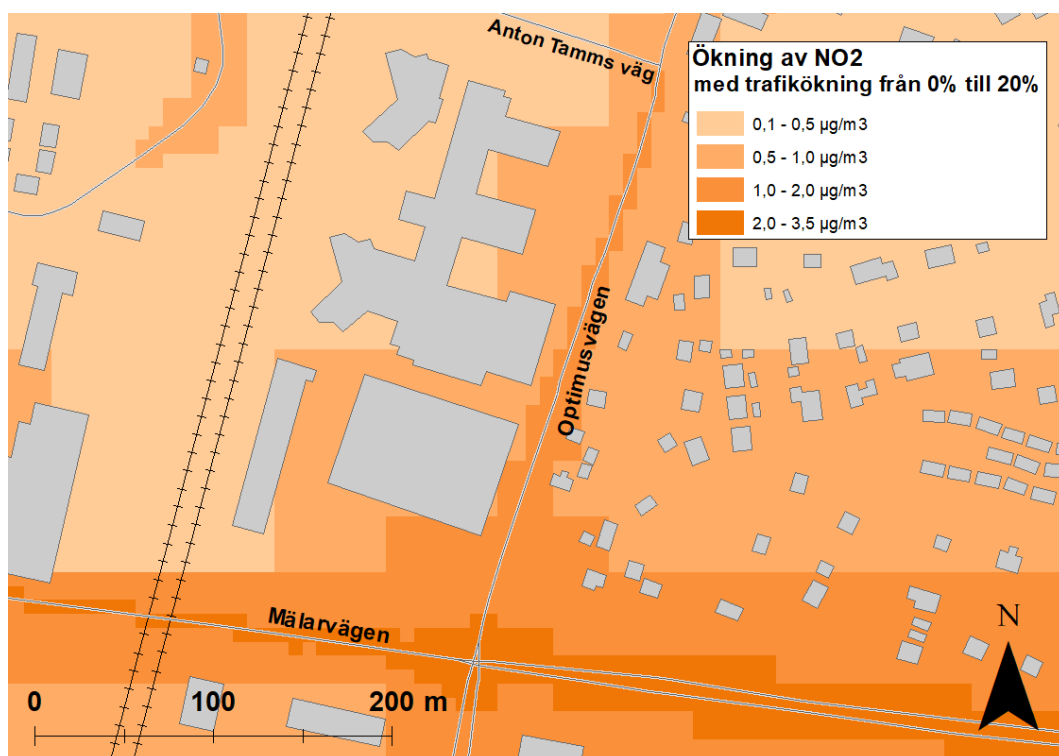 Anton Tamms väg
Ökning av NO2
med trafikökning från 0% till 20%
0,1 - 0,5 µg/m3
0,5 - 1,0 µg/m3
1,0 - 2,0 µg/m3
2,0 - 3,5 µg/m3
Optimusvägen
Mälarvägen
N
0 100 200 m